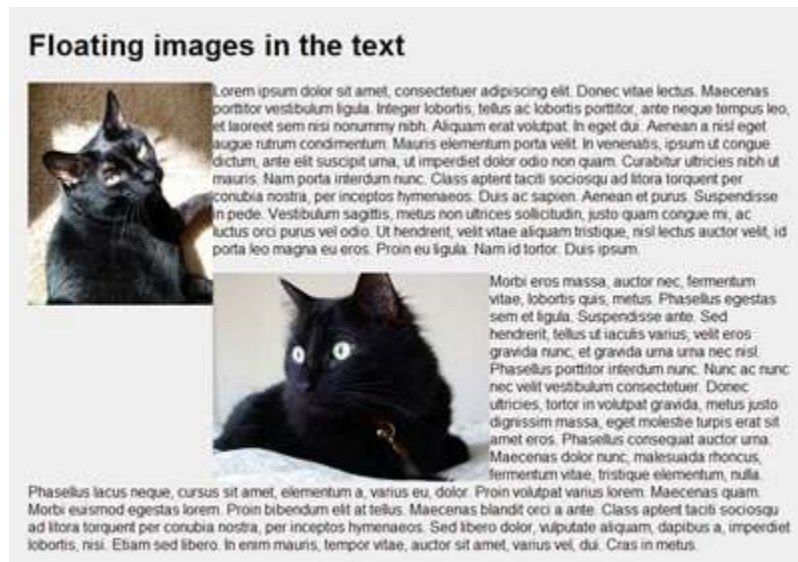 Floating images in the text
Lorem ipsum dolor sit amet, consectetuer adipiscing elit. Donec vitae lectus. Maecenas
porttitor vestibulum ligula. Integer lobortis, tellus ac lobortis porttitor, ante neque tempus leo,
et laoreet sem nisi nonummy nibh. Aliquam erat volutpat. In eget dui. Aenean a nisl eget
augue rutrum condimentum. Mauris elementum porta velit. In venenatis, ipsum ut congue
dictum, ante elit suscipit urna, ut imperdiet dolor odio non quam. Curabitur ultricies nibh ut
mauris. Nam porta interdum nunc. Class aptent taciti sociosqu ad litora torquent per
conubia nostra, per inceptos hymenaeos. Duis ac sapien. Aenean et purus. Suspendisse
in pede. Vestibulum sagittis, metus non ultrices sollicitudin, justo quam congue mi, ac
luctus orci purus vel odio. Ut hendrerit, velit vitae aliquam tristique, nisl lectus auctor velit, id
porta leo magna eu eros. Proin eu ligula. Nam id tortor. Duis ipsum.
Morbi eros massa, auctor nec, fermentum
vitae, lobortis quis, metus. Phasellus egestas
sem et ligula. Suspendisse ante. Sed
hendrerit, tellus ut iaculis varius, velit eros
gravida nunc, et gravida urna urna nec nisl.
Phasellus porttitor interdum nunc. Nunc ac nunc
nec velit vestibulum consectetuer. Donec
ultricies, tortor in volutpat gravida, metus justo
dignissim massa, eget molestie turpis erat sit
amet eros. Phasellus consequat auctor urna.
Maecenas dolor nunc, malesuada rhoncus,
fermentum vitae, tristique elementum, nulla.
Phasellus lacus neque, cursus sit amet, elementum a, varius eu, dolor. Proin volutpat varius lorem. Maecenas quam.
Morbi euismod egestas lorem. Proin bibendum elit at tellus. Maecenas blandit orci a ante. Class aptent taciti sociosqu
ad litora torquent per conubia nostra, per inceptos hymenaeos. Sed libero dolor, vulputate aliquam, dapibus a, imperdiet
lobortis, nisi. Etiam sed libero. In enim mauris, tempor vitae, auctor sit amet, varius vel, dui. Cras in metus.